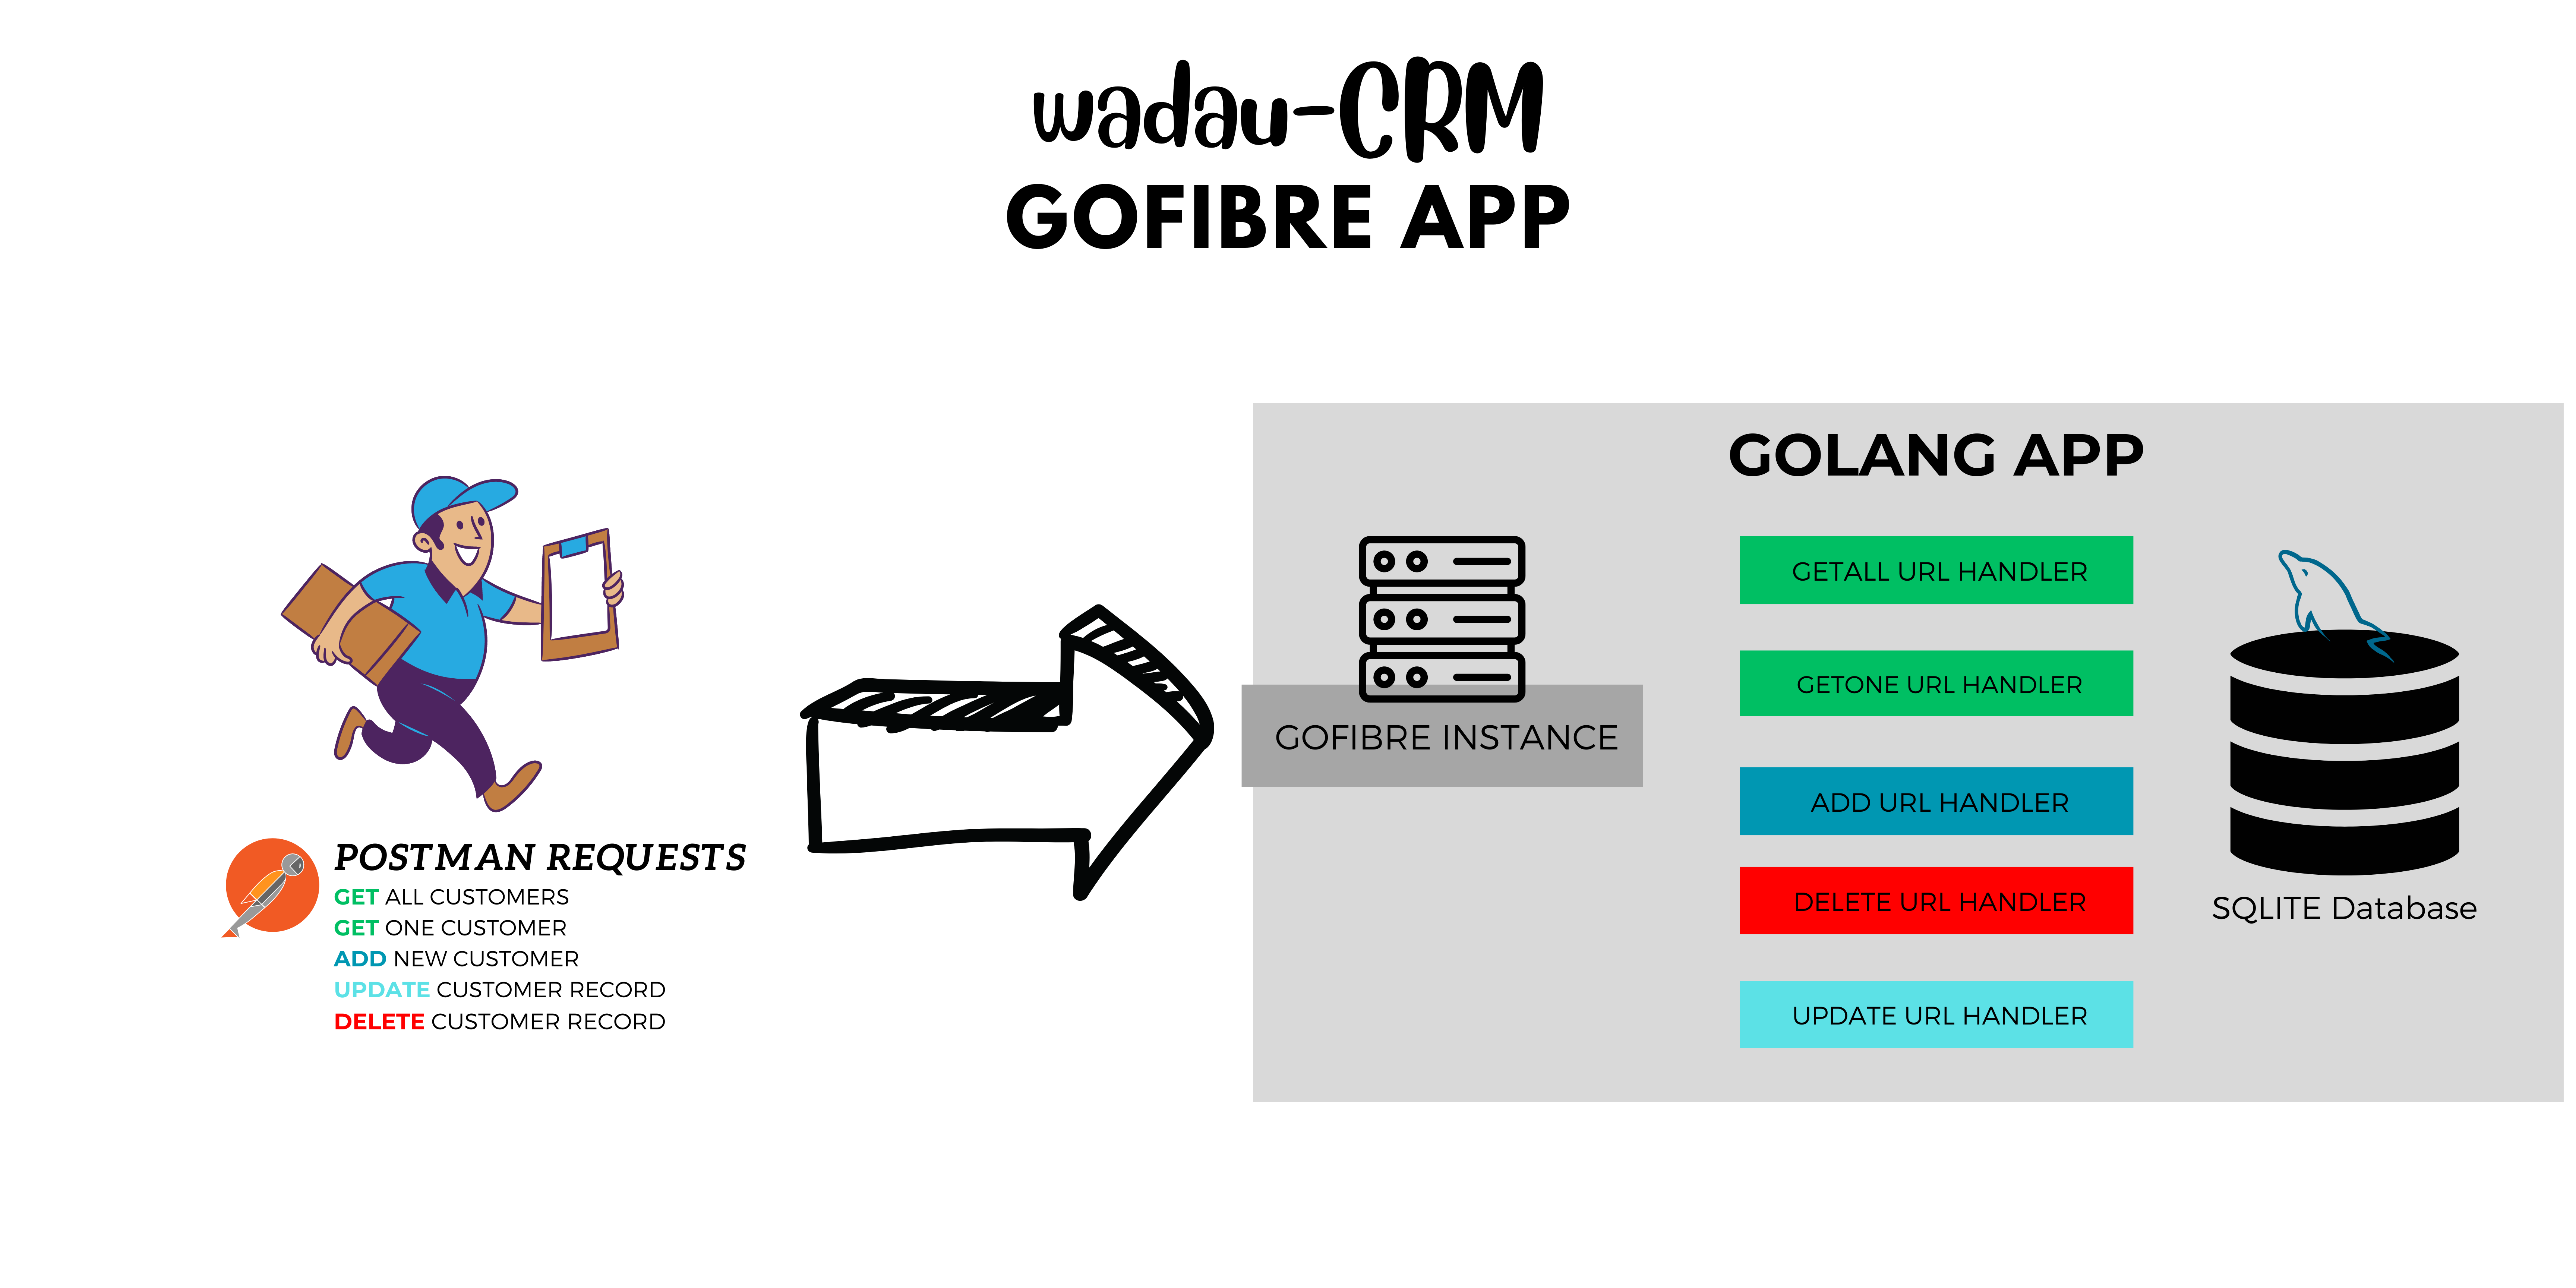 wadau-CRM
GOFIBRE APP
POSTMAN REQUESTS
GET ALL CUSTOMERS
GET ONE CUSTOMER
ADD NEW CUSTOMER
UPDATE CUSTOMER RECORD
DELETE CUSTOMER RECORD
GOLANG APP
GOFIBRE INSTANCE
GETALL URL HANDLER
GETONE URL HANDLER
ADD URL HANDLER
DELETE URL HANDLER
UPDATE URL HANDLER
SQLITE Database